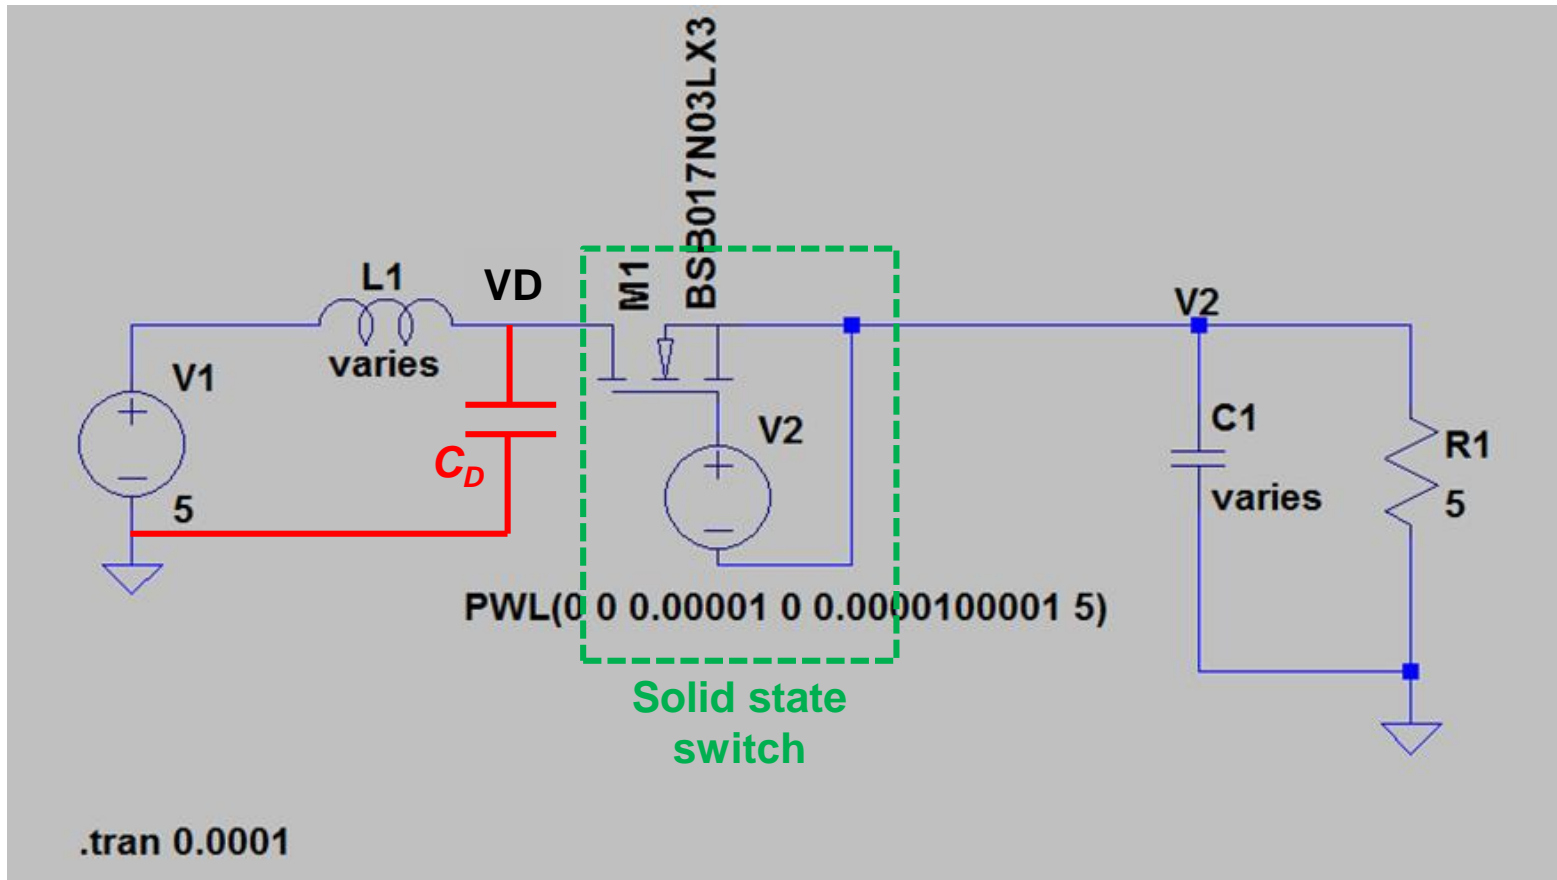 BSB017N03LX3
M1
L1
VD
V2
varies
V1
V2
C1
C_D
R1
varies
5
5
PWL(0 0 0.00001 0 0.0000100001 5)
Solid state
switch
.tran 0.0001